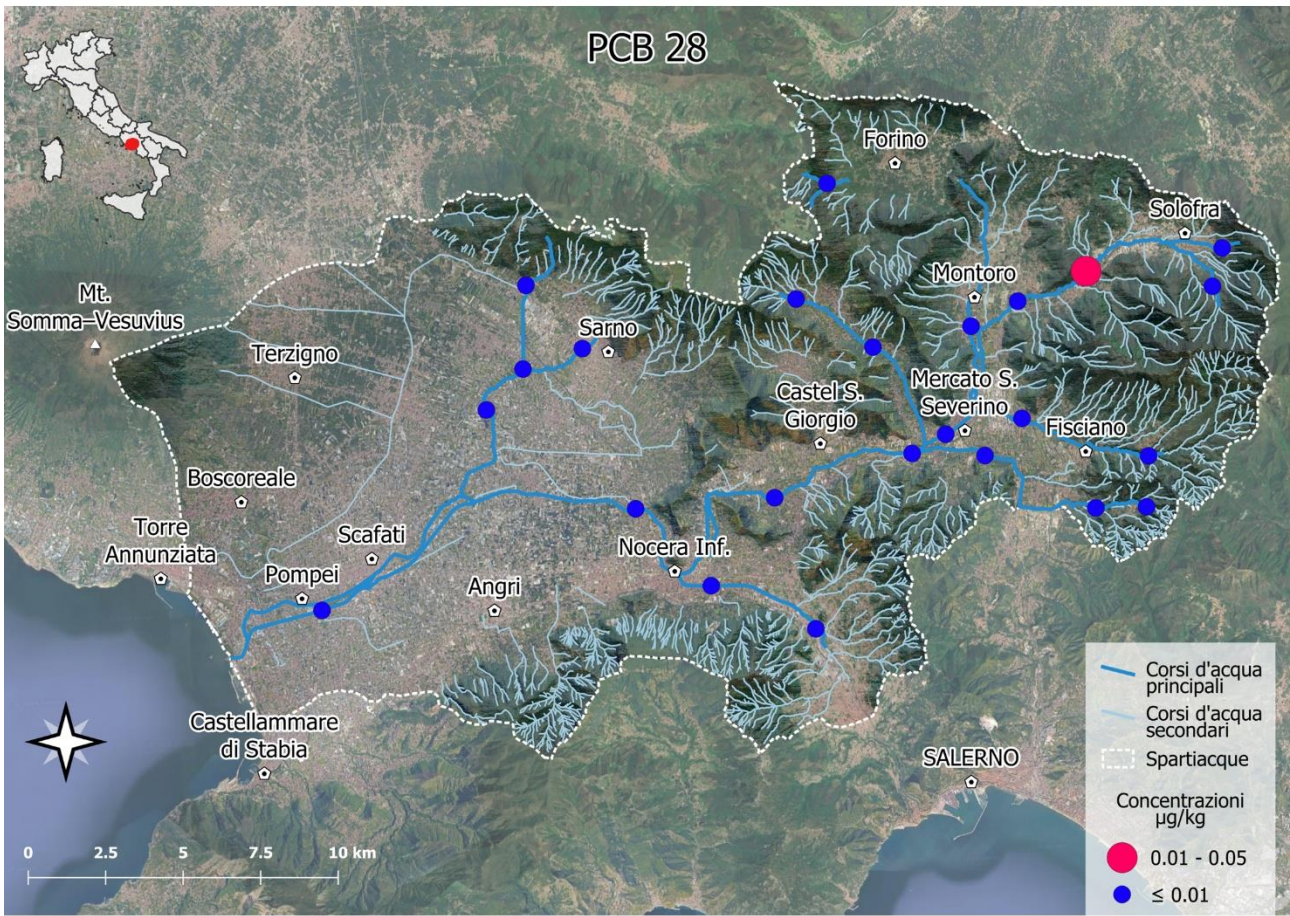 PCB 28
Forino
Solofra
Montoro
Mt.
Somma–Vesuvius
Sarno
Terzigno
Castel S.
Giorgio
Mercato S.
Severino
Fisciano
Boscoreale
Torre
Annunziata
Scafati
Nocera Inf.
Pompei
Angri
Castellammare
di Stabia
SALERNO
0 2.5 5 7.5 10 km
Corsi d'acqua
principali
Corsi d'acqua
secondari
Spartiacque
Concentrazioni
µg/kg
0.01 - 0.05
≤ 0.01